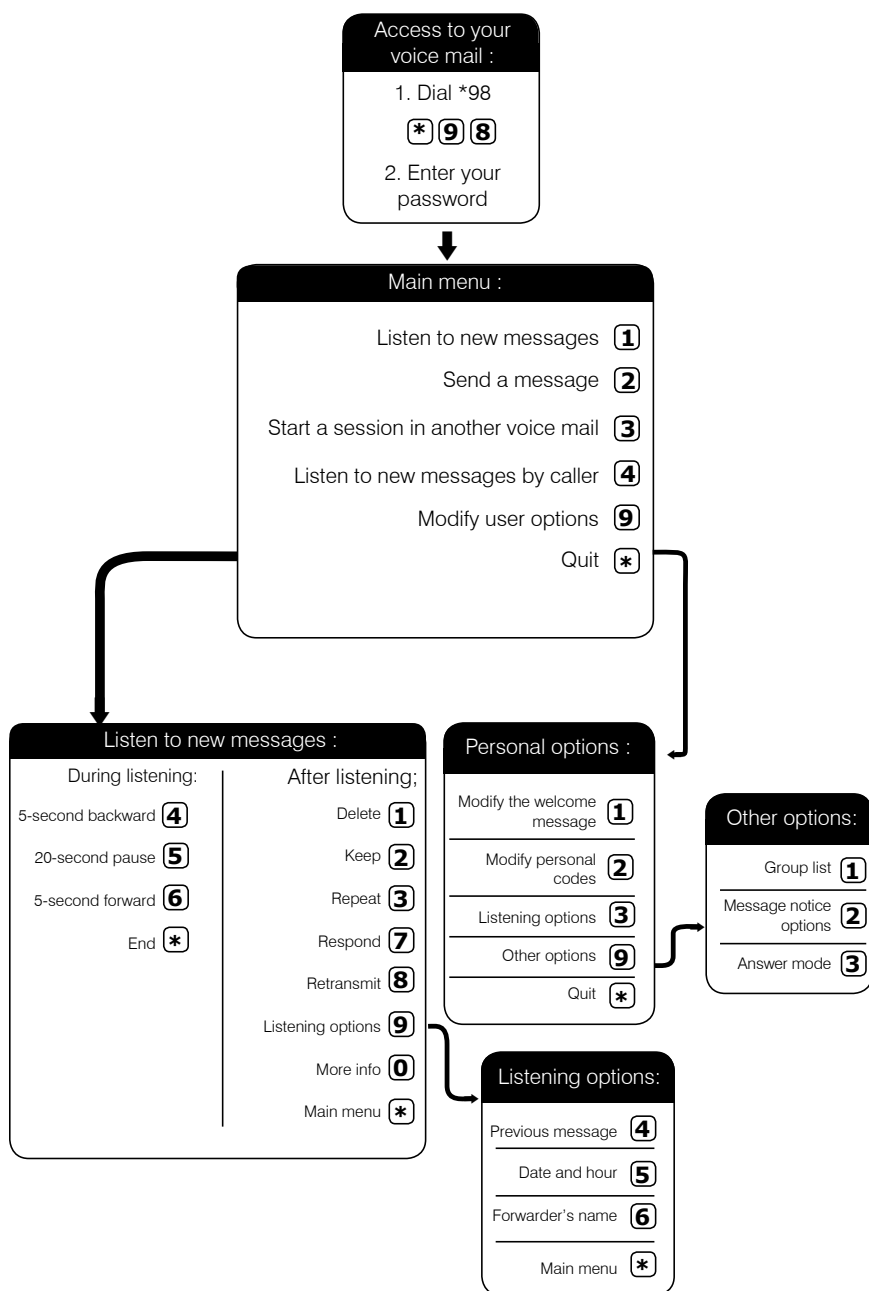 Access to your
voice mail :
1. Dial *98
* 9 8
2. Enter your
password
Main menu :
Listen to new messages 1
Send a message 2
Start a session in another voice mail 3
Listen to new messages by caller 4
Modify user options 9
Quit *
Listen to new messages :
During listening:
5-second backward 4
20-second pause 5
5-second forward 6
End *
After listening;
Delete 1
Keep 2
Repeat 3
Respond 7
Retransmit 8
Listening options 9
More info 0
Main menu *
Personal options :
Modify the welcome
message 1
Modify personal
codes 2
Listening options 3
Other options 9
Quit *
Other options:
Group list 1
Message notice
options 2
Answer mode 3
Listening options:
Previous message 4
Date and hour 5
Forwarder's name 6
Main menu *